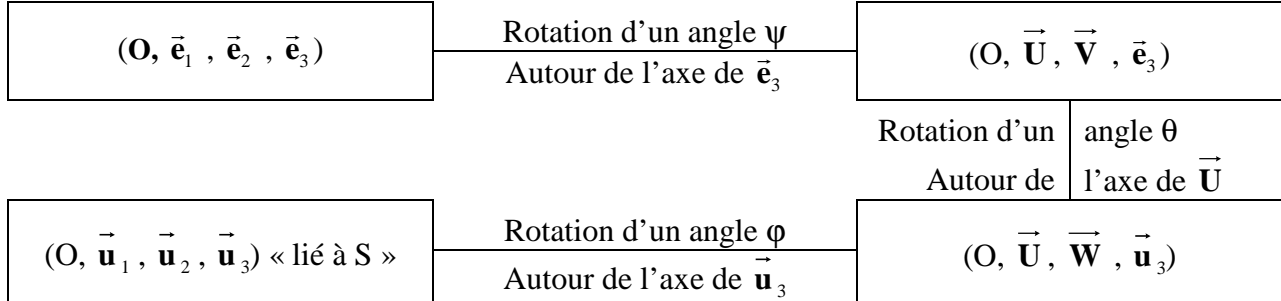 (O, e⃗₁ , e⃗₂ , e⃗₃)
Rotation d’un angle ψ
Autour de l’axe de e⃗₃
(O, U⃗, V⃗ , e⃗₃)
Rotation d’un angle θ
Autour de l’axe de U⃗
(O, u⃗₁ , u⃗₂ , u⃗₃) « lié à S »
Rotation d’un angle φ
Autour de l’axe de u⃗₃
(O, U⃗, W⃗ , u⃗₃)